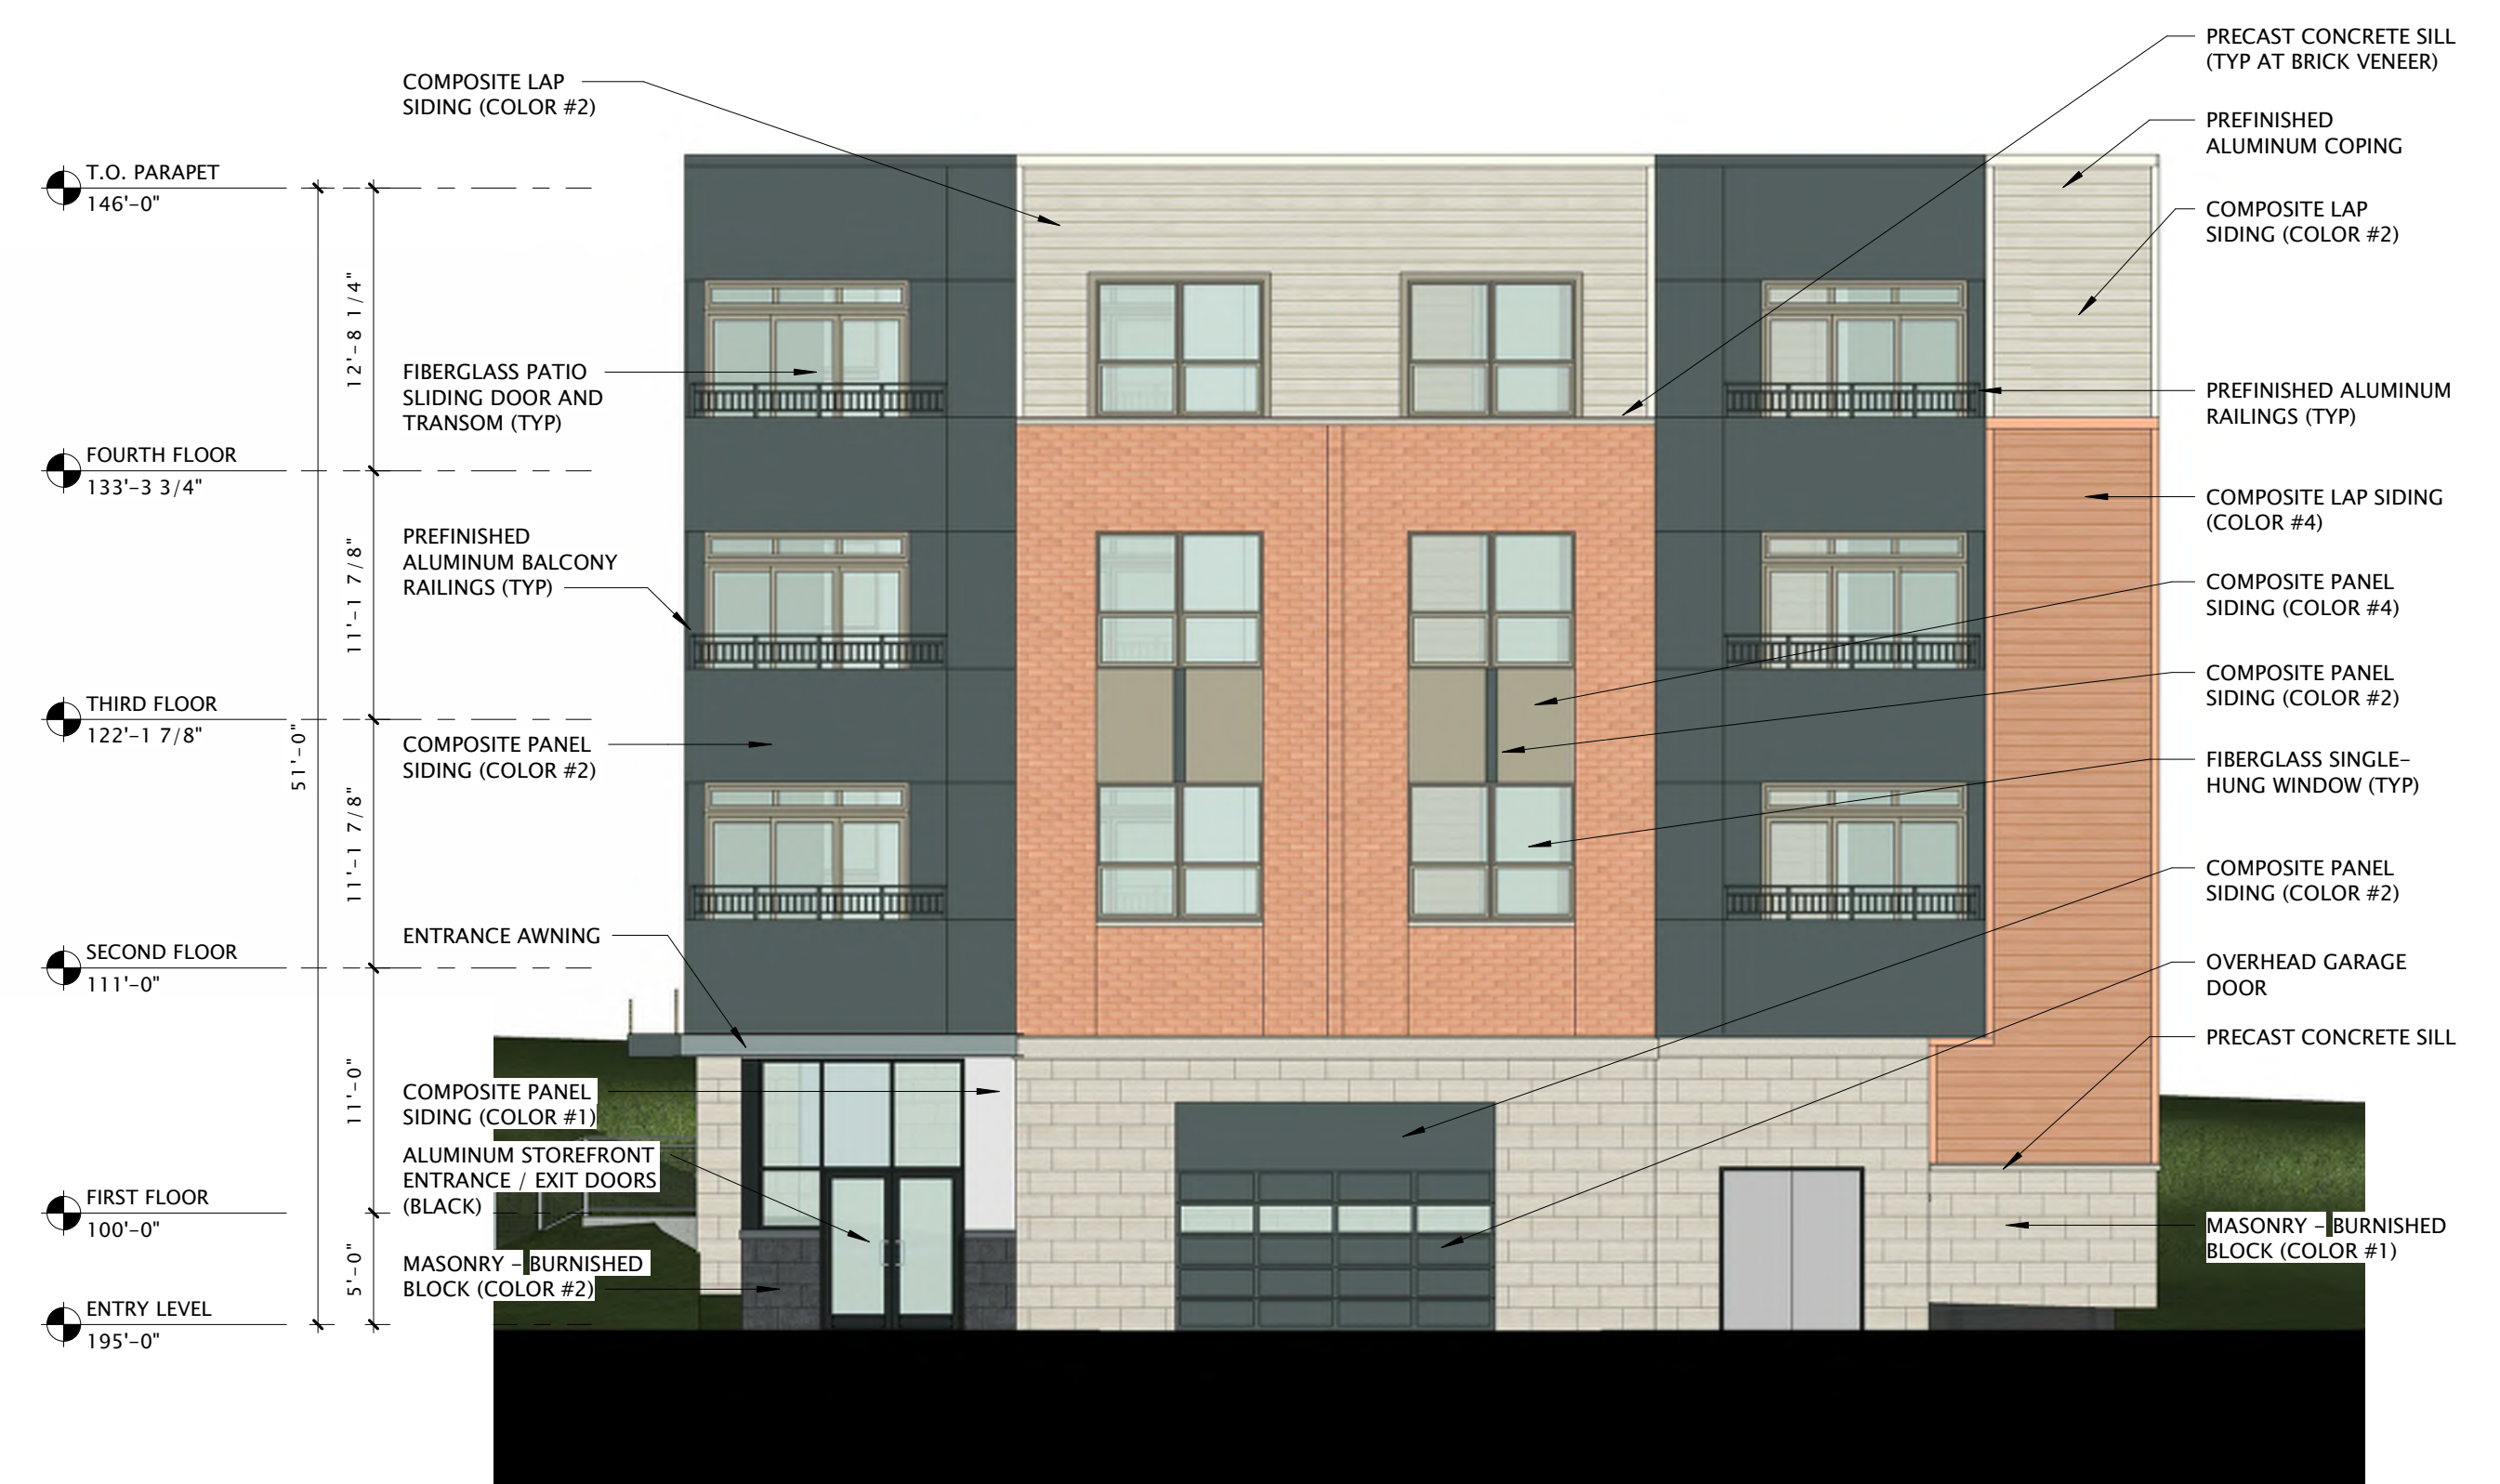 COMPOSITE LAP
SIDING (COLOR #2)
T.O. PARAPET
146'-0"
12'-8 1/4"
FIBERGLASS PATIO
SLIDING DOOR AND
TRANSOM (TYP)
FOURTH FLOOR
133'-3 3/4"
PREFINISHED
ALUMINUM BALCONY
RAILINGS (TYP)
11'-1 7/8"
THIRD FLOOR
122'-1 7/8"
51'-0"
COMPOSITE PANEL
SIDING (COLOR #2)
11'-1 7/8"
ENTRANCE AWNING
SECOND FLOOR
111'-0"
11'-0"
COMPOSITE PANEL
SIDING (COLOR #1)
ALUMINUM STOREFRONT
ENTRANCE / EXIT DOORS
(BLACK)
FIRST FLOOR
100'-0"
5'-0"
MASONRY - BURNISHED
BLOCK (COLOR #2)
ENTRY LEVEL
195'-0"
PRECAST CONCRETE SILL
(TYP AT BRICK VENEER)
PREFINISHED
ALUMINUM COPING
COMPOSITE LAP
SIDING (COLOR #2)
PREFINISHED ALUMINUM
RAILINGS (TYP)
COMPOSITE LAP SIDING
(COLOR #4)
COMPOSITE PANEL
SIDING (COLOR #4)
COMPOSITE PANEL
SIDING (COLOR #2)
FIBERGLASS SINGLE-
HUNG WINDOW (TYP)
COMPOSITE PANEL
SIDING (COLOR #2)
OVERHEAD GARAGE
DOOR
PRECAST CONCRETE SILL
MASONRY - BURNISHED
BLOCK (COLOR #1)